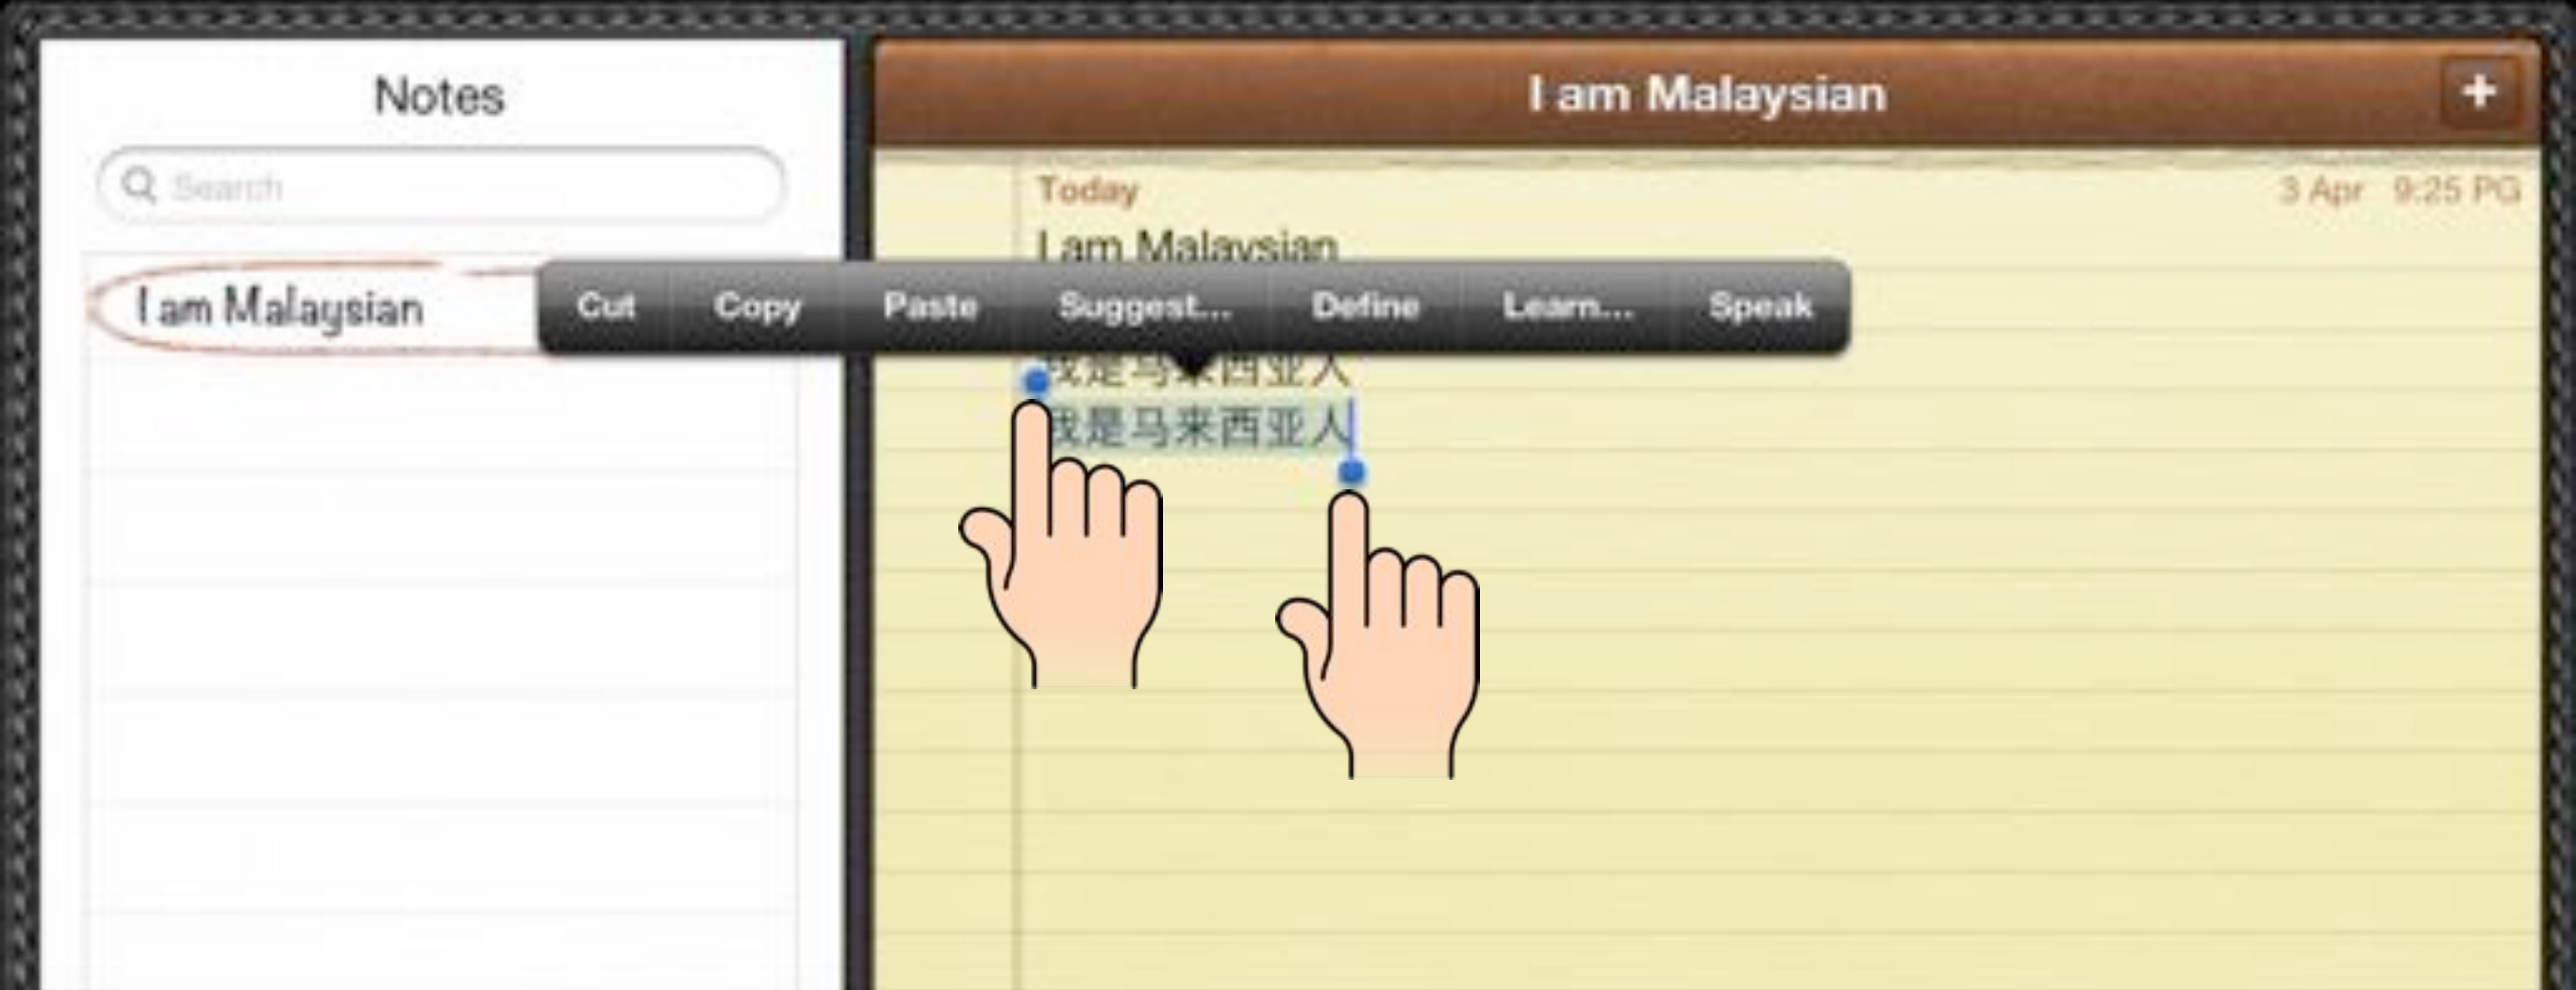 Notes
Search
I am Malaysian
I am Malaysian
Today
3 Apr 9:25 PG
I am Malaysian
Cut Copy Paste Suggest... Define Learn... Speak
我是马来西亚人
我是马来西亚人